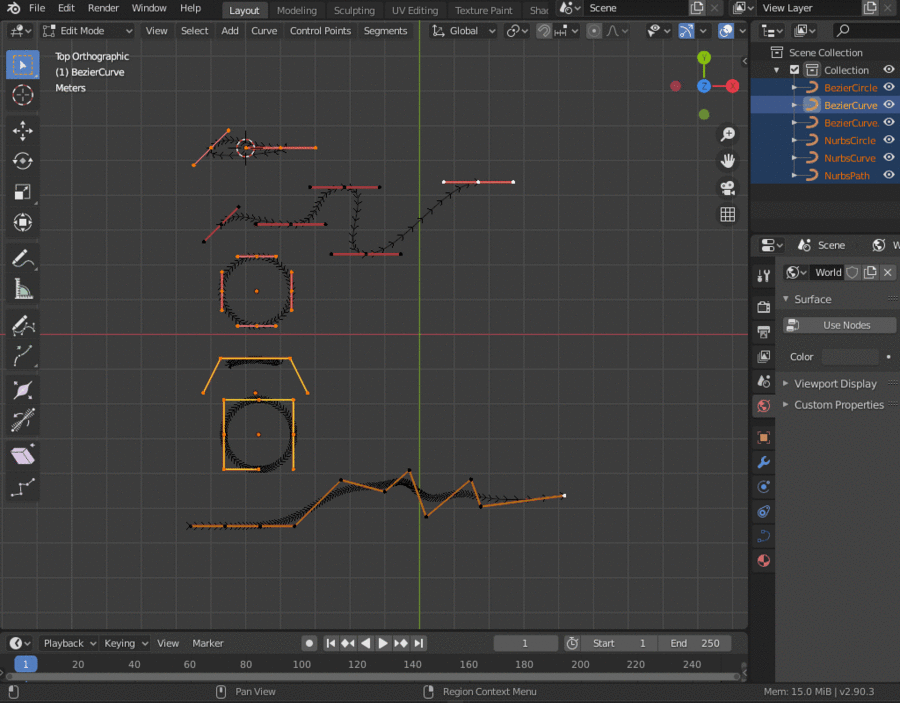 File Edit Render Window Help Layout Modeling Sculpting UV Editing Texture Paint Sha Scene View Layer
Edit Mode View Select Add Curve Control Points Segments Global
Top Orthographic
(1) BezierCurve
Meters
Y
Z X
Scene Collection
Collection
BezierCircle
BezierCurve
BezierCurve.
NurbsCircle
NurbsCurve
NurbsPath
Scene W
World
Surface
Use Nodes
Color
Viewport Display
Custom Properties
Playback Keying View Marker 1 Start 1 End 250
1 20 40 60 80 100 120 140 160 180 200 220 240
Pan View Region Context Menu Mem: 15.0 MiB | v2.90.3